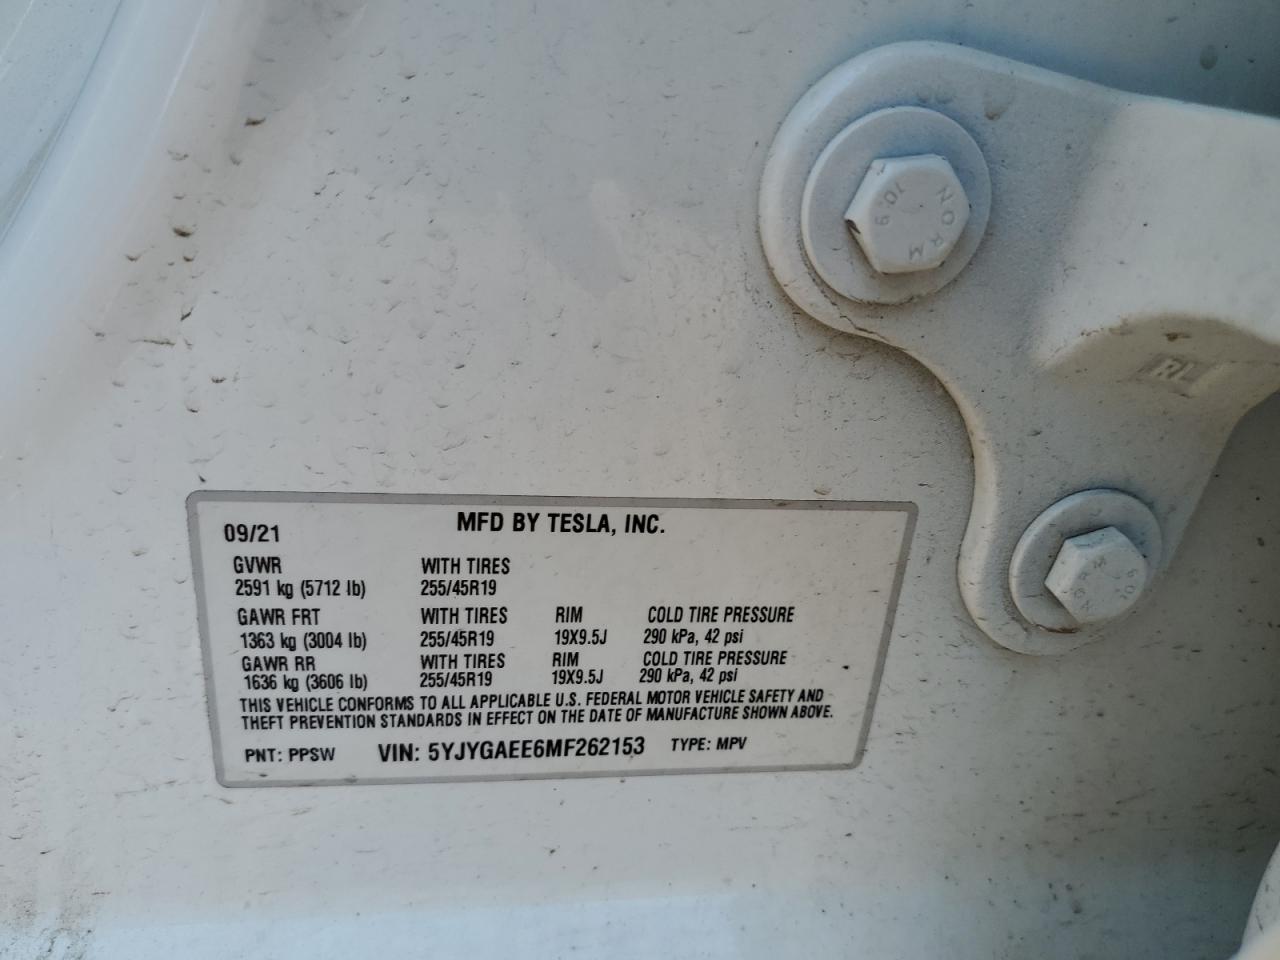 09/21 MFD BY TESLA, INC.
GVWR WITH TIRES
2591 kg (5712 lb) 255/45R19
GAWR FRT WITH TIRES RIM COLD TIRE PRESSURE
1363 kg (3004 lb) 255/45R19 19X9.5J 290 kPa, 42 psi
GAWR RR WITH TIRES RIM COLD TIRE PRESSURE
1636 kg (3606 lb) 255/45R19 19X9.5J 290 kPa, 42 psi
THIS VEHICLE CONFORMS TO ALL APPLICABLE U.S. FEDERAL MOTOR VEHICLE SAFETY AND
THEFT PREVENTION STANDARDS IN EFFECT ON THE DATE OF MANUFACTURE SHOWN ABOVE.
PNT: PPSW VIN: 5YJYGAEE6MF262153 TYPE: MPV
NORM
10.9
RL
NORM
10.9